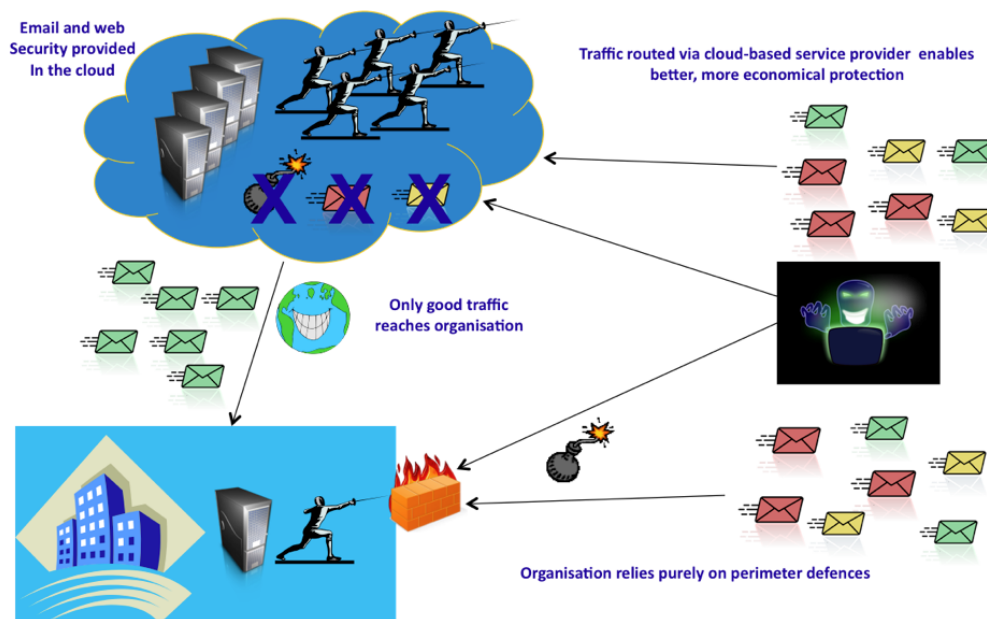 Email and web
Security provided
In the cloud
Traffic routed via cloud-based service provider enables
better, more economical protection
X X X
Only good traffic
reaches organisation
Organisation relies purely on perimeter defences